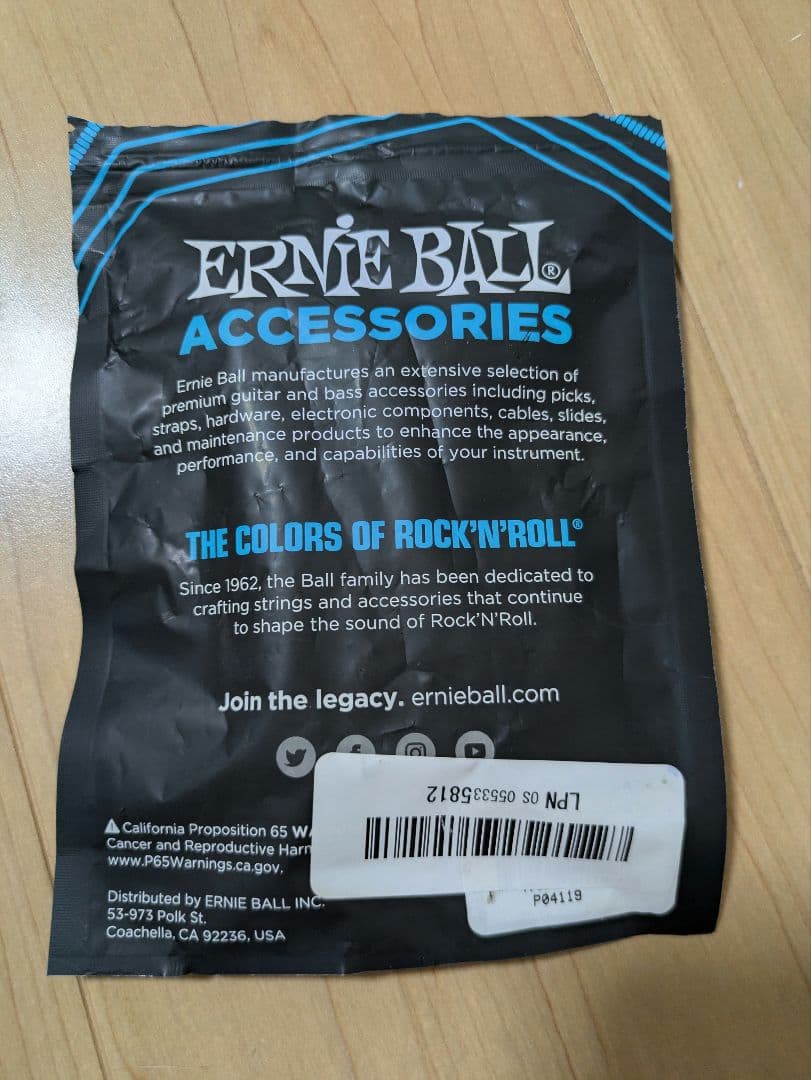 ERNIE BALL®
ACCESSORIES
Ernie Ball manufactures an extensive selection of
premium guitar and bass accessories including picks,
straps, hardware, electronic components, cables, slides,
and maintenance products to enhance the appearance,
performance, and capabilities of your instrument.
THE COLORS OF ROCK'N'ROLL®
Since 1962, the Ball family has been dedicated to
crafting strings and accessories that continue
to shape the sound of Rock'N'Roll.
Join the legacy. ernieball.com
LPN OS 055335812
California Proposition 65
Cancer and Reproductive
www.P65Warnings.ca.gov.
Distributed by ERNIE BALL INC.
53-973 Polk St.
Coachella, CA 92236, USA
P04119